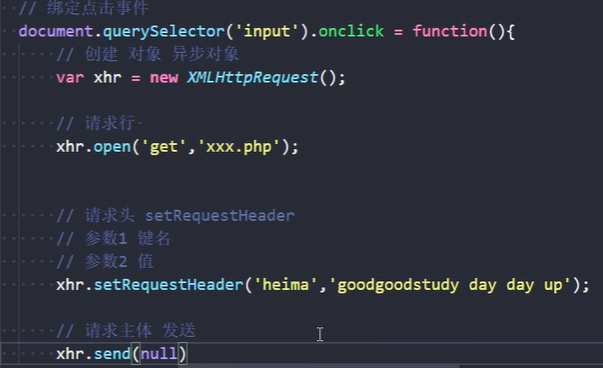 // 绑定点击事件
document.querySelector('input').onclick = function(){
// 创建 对象 异步对象
var xhr = new XMLHttpRequest();
// 请求行
xhr.open('get','xxx.php');
// 请求头 setRequestHeader
// 参数1 键名
// 参数2 值
xhr.setRequestHeader('heima','goodgoodstudy day day up');
// 请求主体 发送
xhr.send(null)